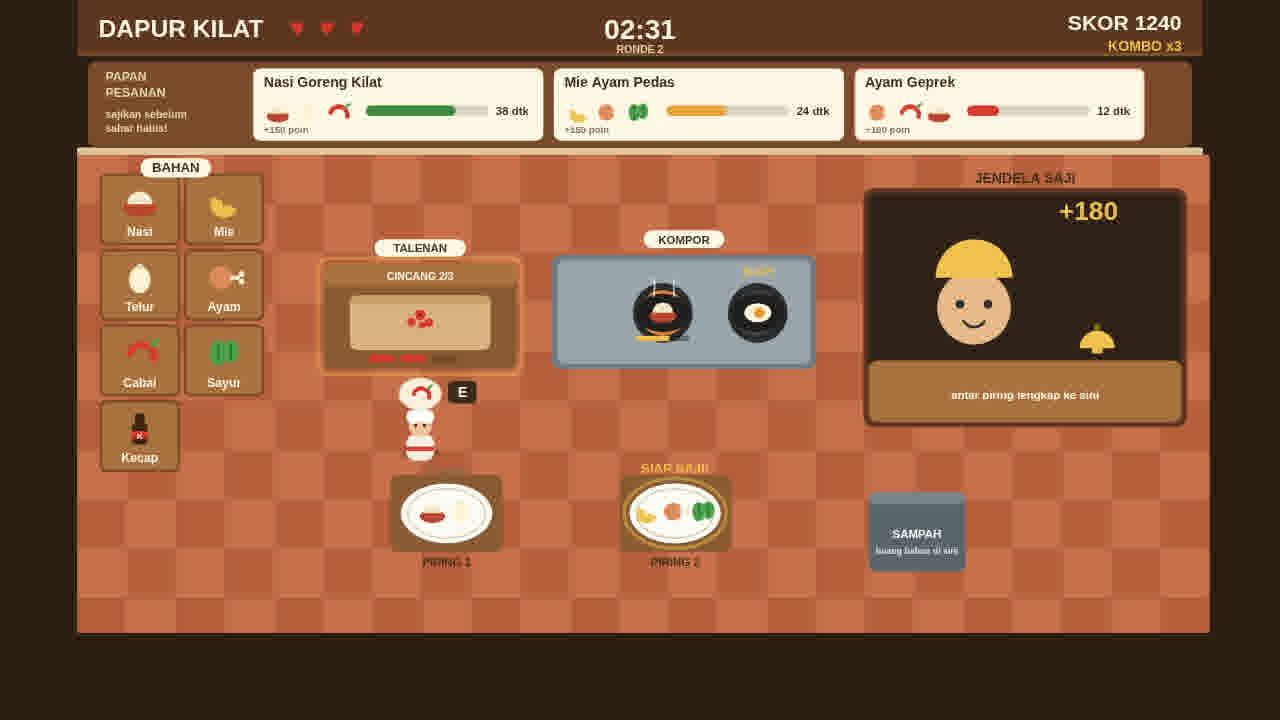 DAPUR KILAT
02:31
RONDE 2
SKOR 1240
KOMBO x3
PAPAN
PESANAN
sajikan sebelum
sabar habis!
Nasi Goreng Kilat
38 dtk
+150 poin
Mie Ayam Pedas
24 dtk
+150 poin
Ayam Geprek
12 dtk
+180 poin
BAHAN
Nasi
Mie
Telur
Ayam
Cabai
Sayur
K
Kecap
TALENAN
CINCANG 2/3
E
KOMPOR
JENDELA SAJI
+180
antar piring lengkap ke sini
PIRING 1
SIAP SAJI!
PIRING 2
SAMPAH
buang bahan di sini